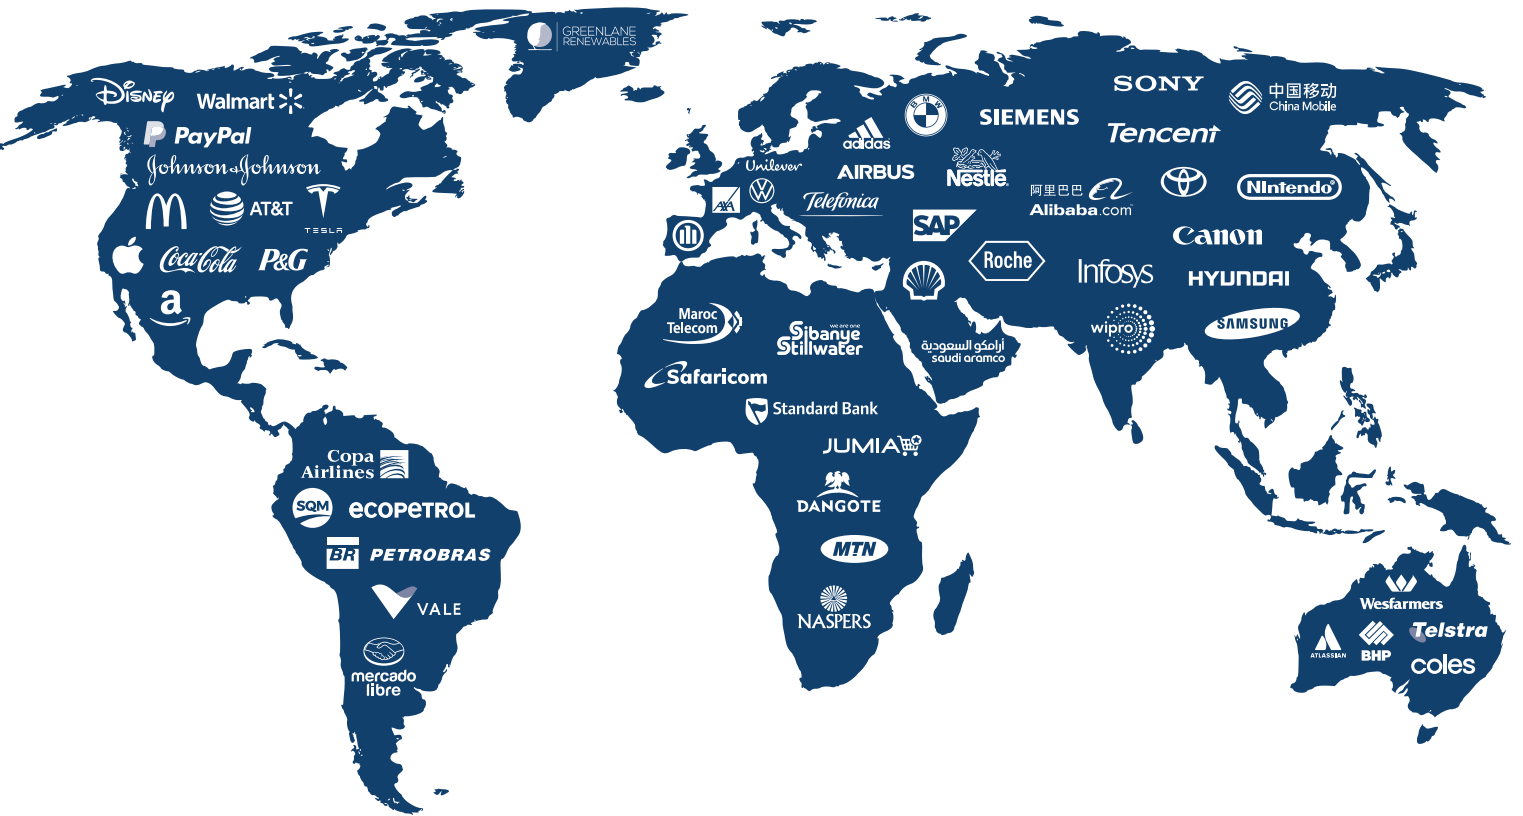 GREENLANE
RENEWABLES
Disney
Walmart
PayPal
Johnson&Johnson
AT&T
TESLA
Coca-Cola
P&G
a
Copa
Airlines
SQM
ecopetrol
BR PETROBRAS
VALE
mercado
libre
BMW
adidas
SIEMENS
Unilever
AIRBUS
Nestlé
AXA
VW
Telefónica
SAP
Roche
SONY
中国移动
China Mobile
Tencent
阿里巴巴
Alibaba.com
Nintendo
Canon
Infosys
HYUNDAI
wipro
SAMSUNG
أرامكو السعودية
saudi aramco
Maroc
Telecom
we are one
Sibanye
Stillwater
Safaricom
Standard Bank
JUMIA
DANGOTE
MTN
NASPERS
Wesfarmers
ATLASSIAN
BHP
Telstra
coles